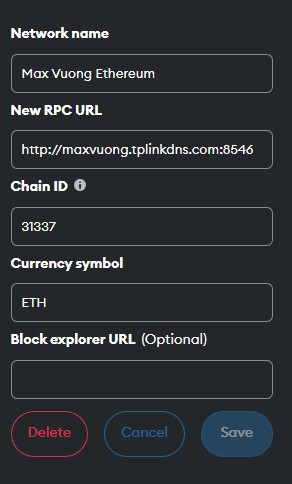 Network name
Max Vuong Ethereum
New RPC URL
http://maxvuong.tplinkdns.com:8546
Chain ID
31337
Currency symbol
ETH
Block explorer URL (Optional)
Delete Cancel Save